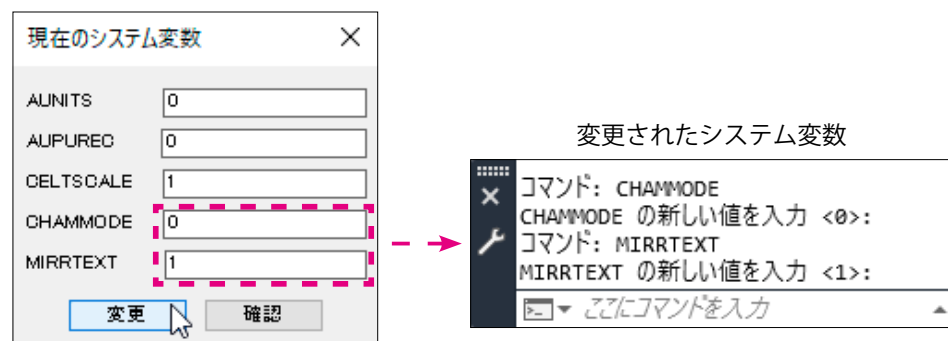 現在のシステム変数
AUNITS 0
AUPUREC 0
CELTSCALE 1
CHAMMODE 0
MIRRTEXT 1
変更 確認
変更されたシステム変数
コマンド: CHAMMODE
CHAMMODE の新しい値を入力 <0>:
コマンド: MIRRTEXT
MIRRTEXT の新しい値を入力 <1>:
ここにコマンドを入力